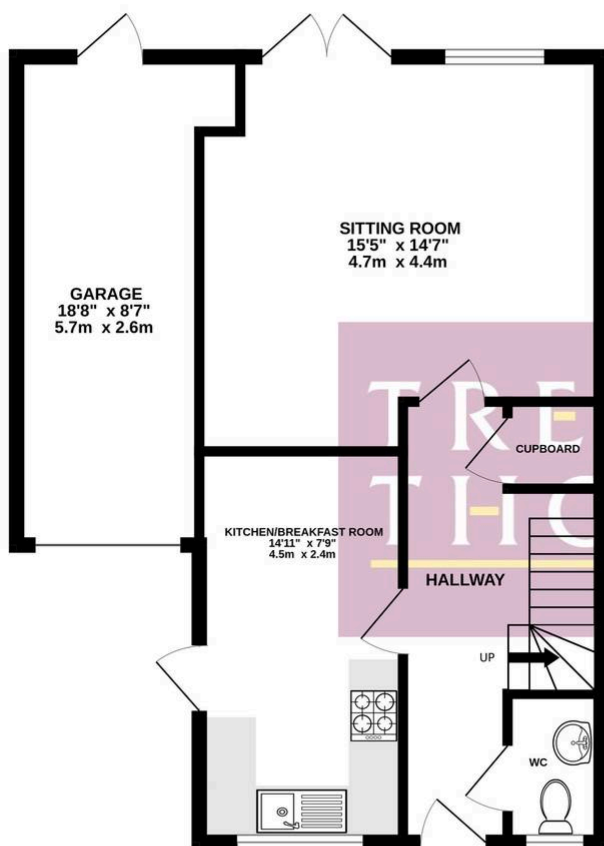 SITTING ROOM
15'5" x 14'7"
4.7m x 4.4m
GARAGE
18'8" x 8'7"
5.7m x 2.6m
TRE
CUPBOARD
THO
KITCHEN/BREAKFAST ROOM
14'11" x 7'9"
4.5m x 2.4m
HALLWAY
UP
WC